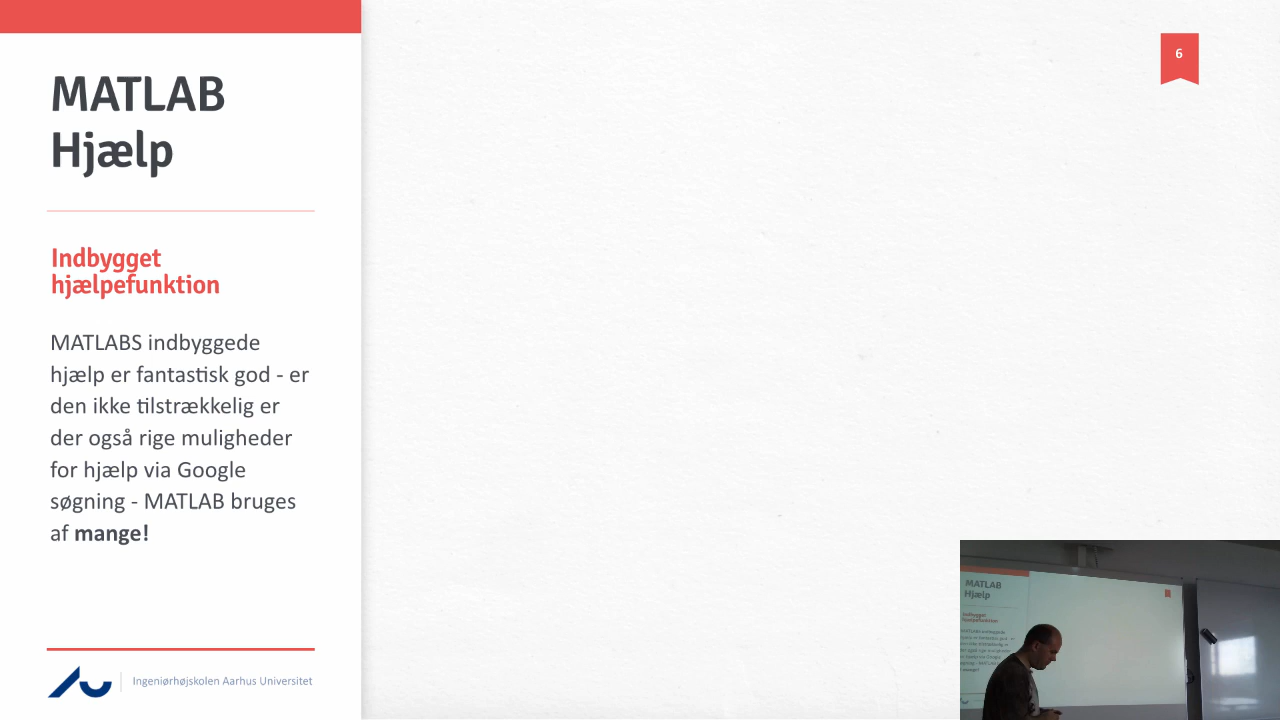 MATLAB
Hjælp
Indbygget
hjælpefunktion
MATLABS indbyggede
hjælp er fantastisk god - er
den ikke tilstrækkelig er
der også rige muligheder
for hjælp via Google
søgning - MATLAB bruges
af mange!
Ingeniørhøjskolen Aarhus Universitet
6
MATLAB
Hjælp
Indbygget
hjælpefunktion